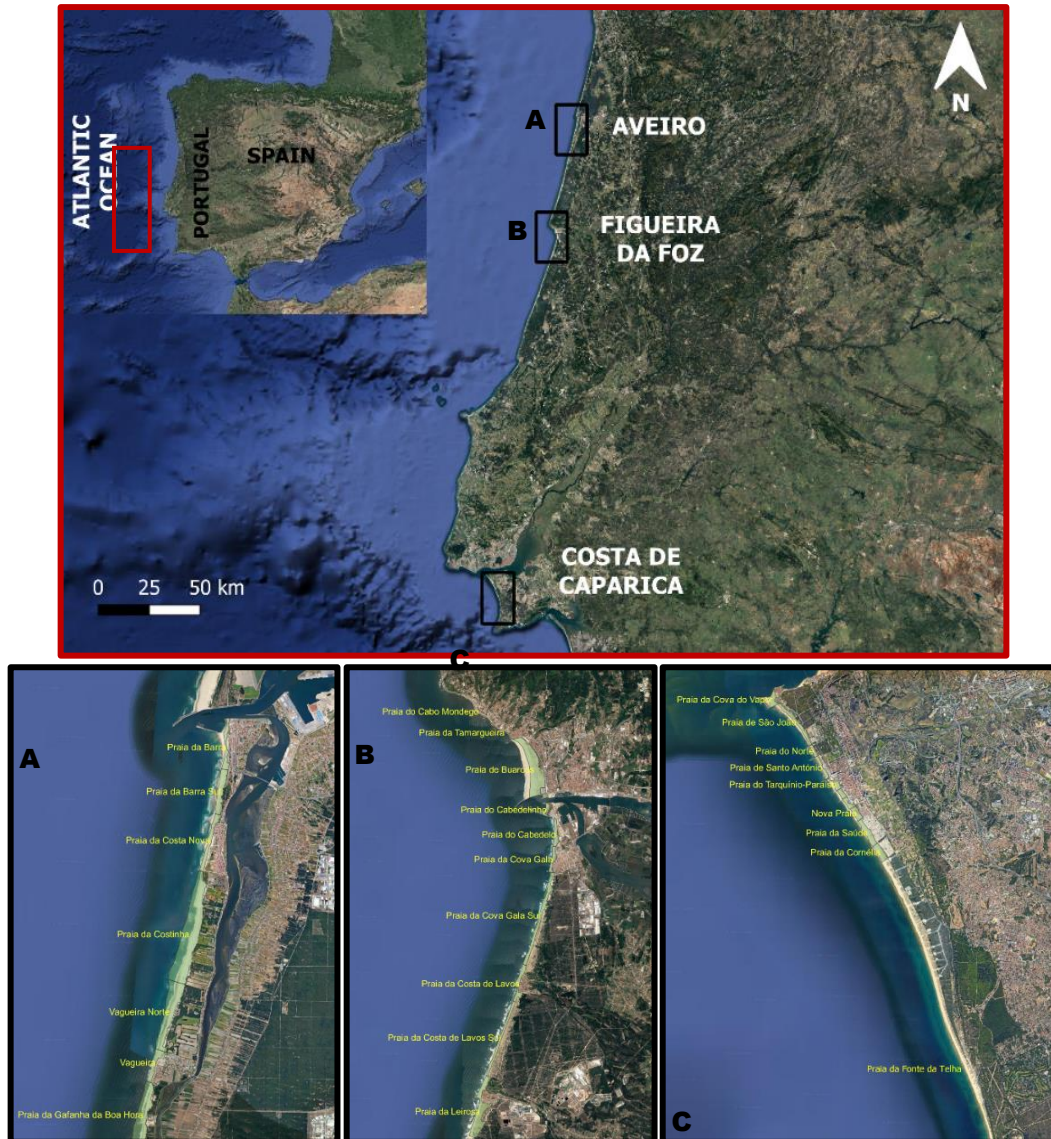 ATLANTIC
OCEAN
PORTUGAL
SPAIN
A
AVEIRO
N
B
FIGUEIRA
DA FOZ
COSTA DE
CAPARICA
0 25 50 km
C
A
Praia da Barra
Praia da Barra Sul
Praia da Costa Nova
Praia da Costinha
Vagueira Norte
Vagueira
Praia da Gafanha da Boa Hora
B
Praia do Cabo Mondego
Praia da Tamargueira
Praia de Buarcos
Praia do Cabedelinho
Praia do Cabedelo
Praia da Cova Gala
Praia da Cova Gala Sul
Praia da Costa de Lavos
Praia da Costa de Lavos Sul
Praia da Leirosa
Praia da Cova do Vapor
Praia de São João
Praia do Norte
Praia de Santo António
Praia do Tarquínio-Paraíso
Nova Praia
Praia da Saúde
Praia da Cornélia
Praia da Fonte da Telha
C